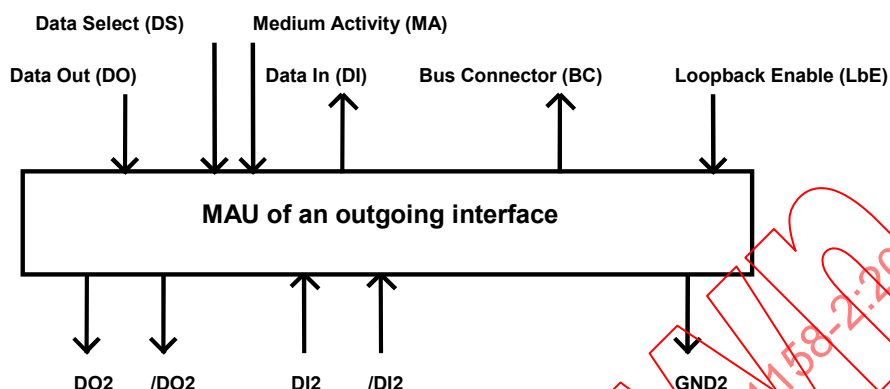 Data Select (DS) Medium Activity (MA)
Data Out (DO) Data In (DI) Bus Connector (BC) Loopback Enable (LbE)
MAU of an outgoing interface
DO2 /DO2 DI2 /DI2 GND2